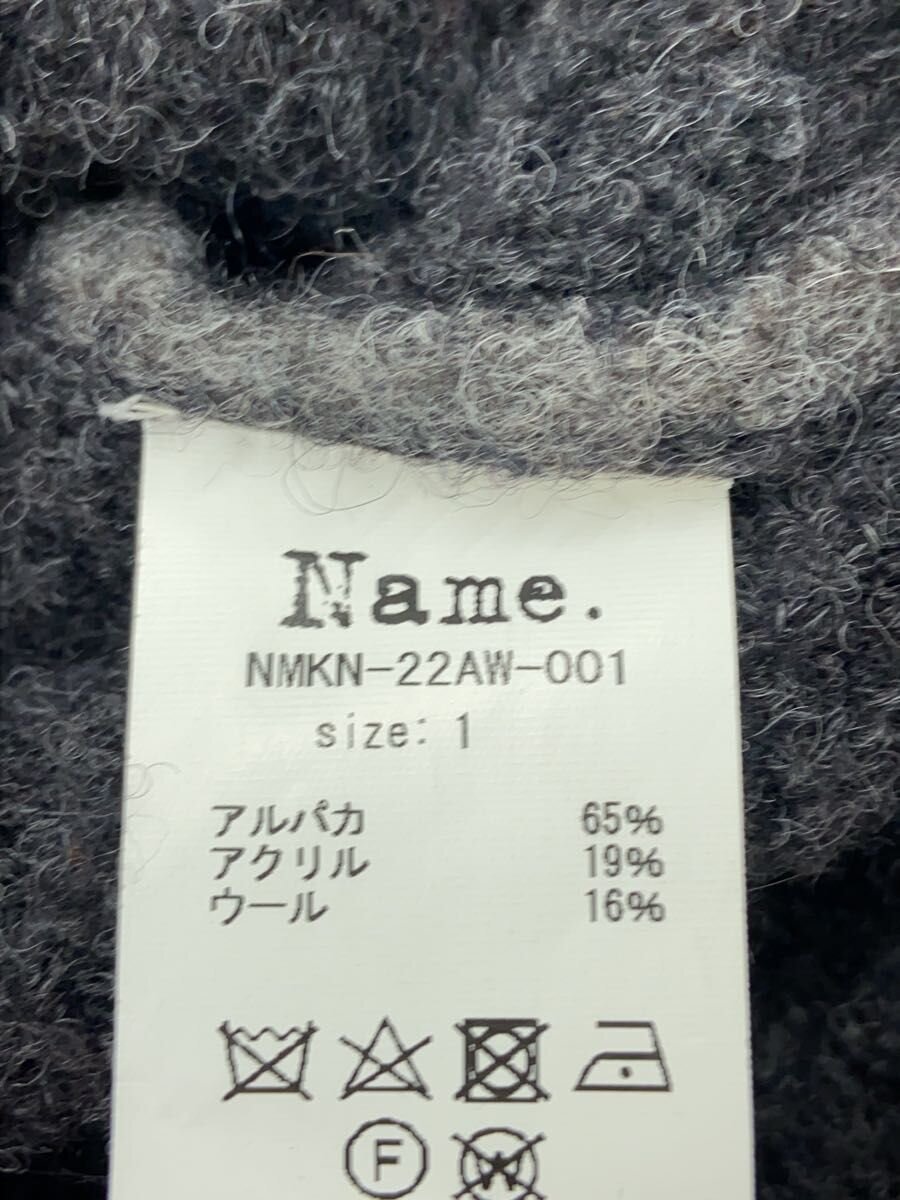 Name.
NMKN-22AW-001
size: 1
アルパカ 65%
アクリル 19%
ウール 16%
F
W